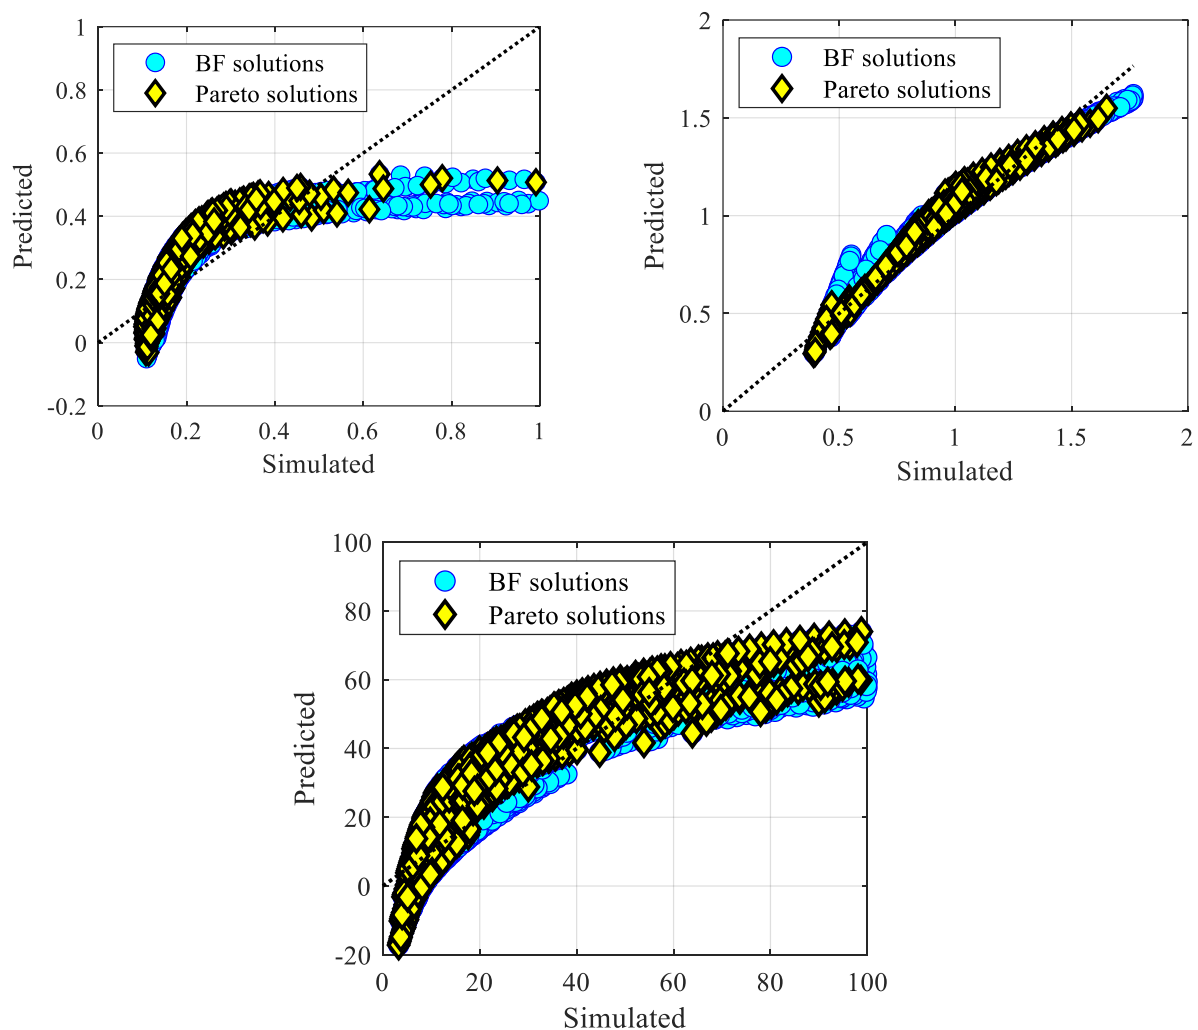 1
0.8
0.6
0.4
0.2
0
-0.2
Predicted
BF solutions
Pareto solutions
0 0.2 0.4 0.6 0.8 1
Simulated
2
1.5
1
0.5
0
Predicted
BF solutions
Pareto solutions
0 0.5 1 1.5 2
Simulated
100
80
60
40
20
0
-20
Predicted
BF solutions
Pareto solutions
0 20 40 60 80 100
Simulated